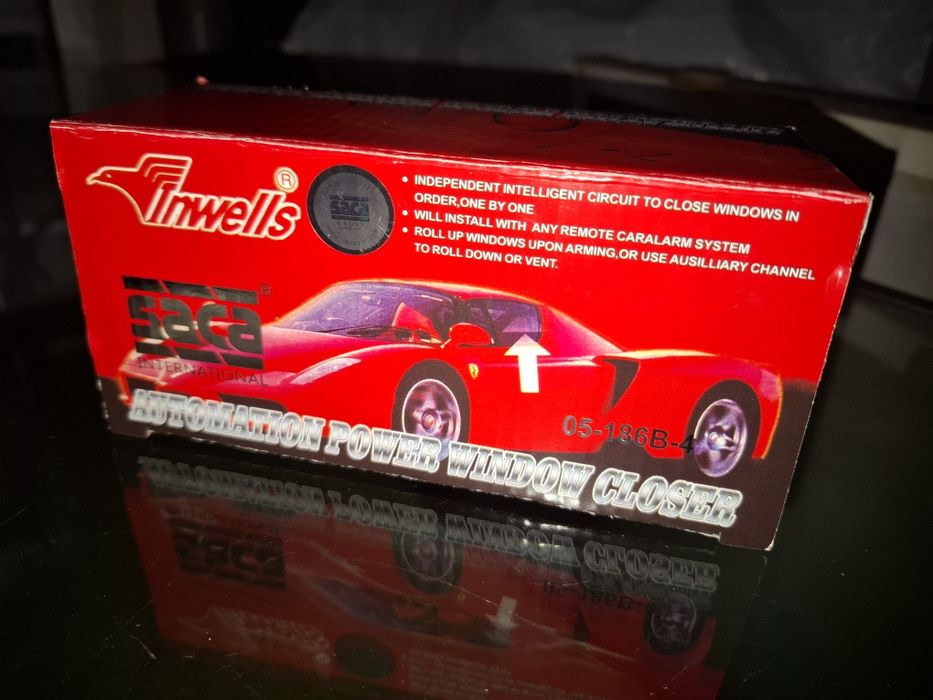 Inwells®
saca
• INDEPENDENT INTELLIGENT CIRCUIT TO CLOSE WINDOWS IN
ORDER,ONE BY ONE
• WILL INSTALL WITH ANY REMOTE CARALARM SYSTEM
• ROLL UP WINDOWS UPON ARMING,OR USE AUSILLIARY CHANNEL
TO ROLL DOWN OR VENT.
saca®
INTERNATIONAL
05-186B-4
AUTOMATION POWER WINDOW CLOSER